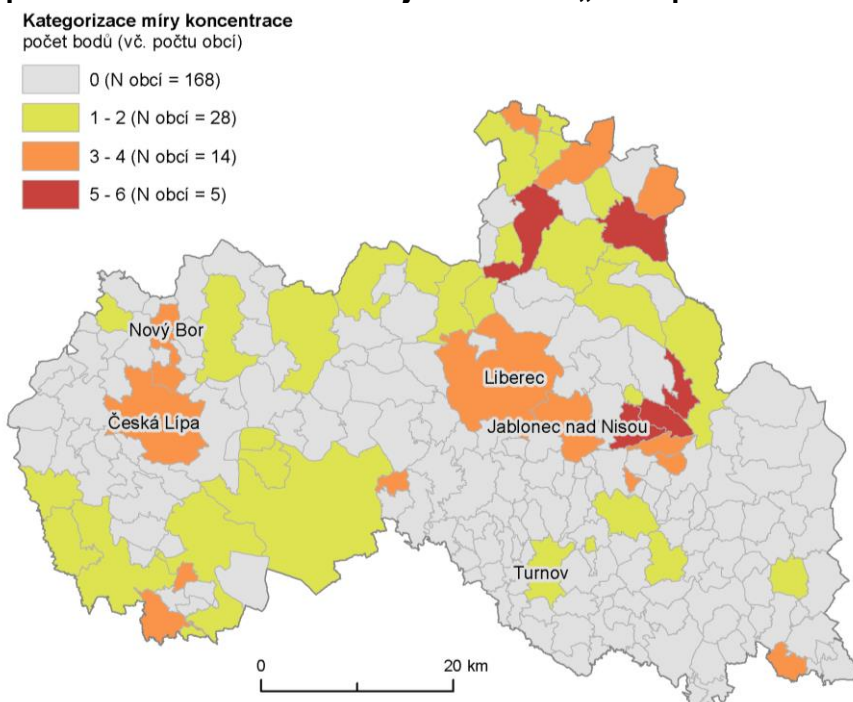 Kategorizace míry koncentrace
počet bodů (vč. počtu obcí)
0 (N obcí = 168)
1 - 2 (N obcí = 28)
3 - 4 (N obcí = 14)
5 - 6 (N obcí = 5)
Nový Bor
Liberec
Česká Lípa
Jablonec nad Nisou
Turnov
0
20 km